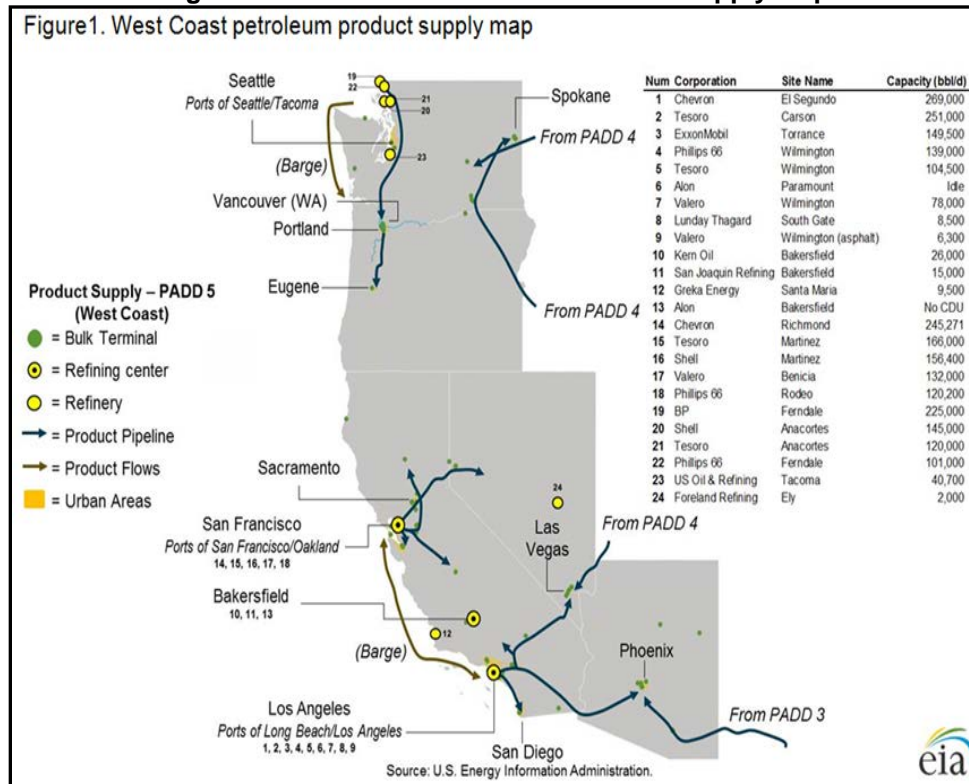 Figure1. West Coast petroleum product supply map
Seattle
Ports of Seattle/Tacoma
19
22
21
20
23
(Barge)
Vancouver (WA)
Portland
Eugene
Spokane
From PADD 4
From PADD 4
Num Corporation Site Name Capacity (bbl/d)
1 Chevron El Segundo 269,000
2 Tesoro Carson 251,000
3 ExxonMobil Torrance 149,500
4 Phillips 66 Wilmington 139,000
5 Tesoro Wilmington 104,500
6 Alon Paramount Idle
7 Valero Wilmington 78,000
8 Lunday Thagard South Gate 8,500
9 Valero Wilmington (asphalt) 6,300
10 Kern Oil Bakersfield 26,000
11 San Joaquin Refining Bakersfield 15,000
12 Greka Energy Santa Maria 9,500
13 Alon Bakersfield No CDU
14 Chevron Richmond 245,271
15 Tesoro Martinez 166,000
16 Shell Martinez 156,400
17 Valero Benicia 132,000
18 Phillips 66 Rodeo 120,200
19 BP Ferndale 225,000
20 Shell Anacortes 145,000
21 Tesoro Anacortes 120,000
22 Phillips 66 Ferndale 101,000
23 US Oil & Refining Tacoma 40,700
24 Foreland Refining Ely 2,000
Product Supply – PADD 5
(West Coast)
= Bulk Terminal
= Refining center
= Refinery
= Product Pipeline
= Product Flows
= Urban Areas
Sacramento
San Francisco
Ports of San Francisco/Oakland
14, 15, 16, 17, 18
Bakersfield
10, 11, 13
12
(Barge)
Los Angeles
Ports of Long Beach/Los Angeles
1, 2, 3, 4, 5, 6, 7, 8, 9
24
Las
Vegas
From PADD 4
Phoenix
From PADD 3
San Diego
Source: U.S. Energy Information Administration.
eia